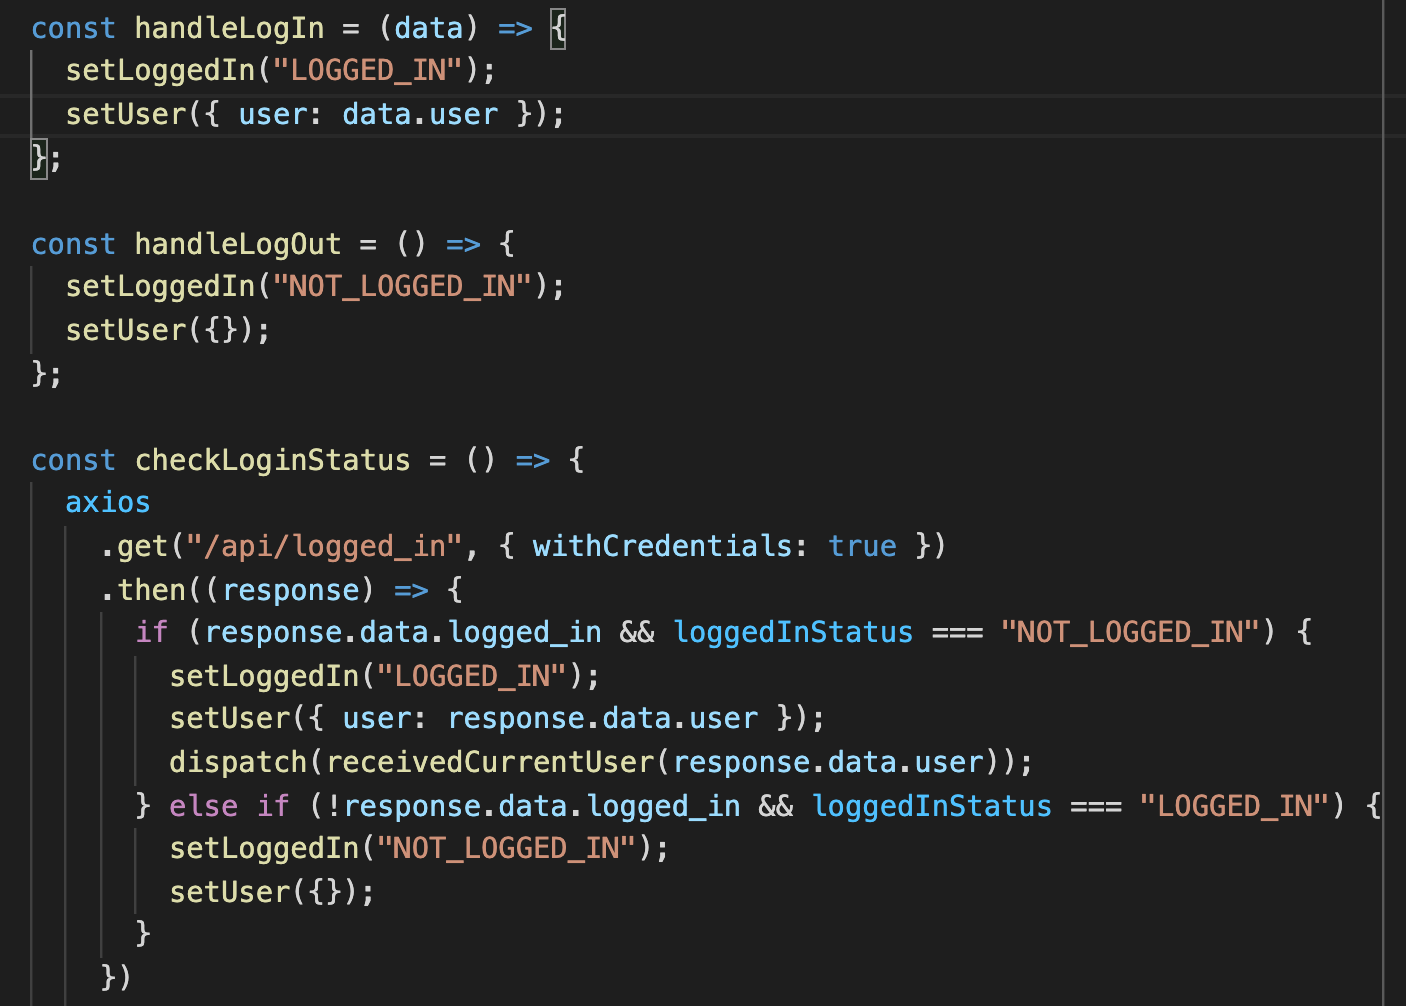 const handleLogIn = (data) => {
  setLoggedIn("LOGGED_IN");
  setUser({ user: data.user });
};

const handleLogOut = () => {
  setLoggedIn("NOT_LOGGED_IN");
  setUser({});
};

const checkLoginStatus = () => {
  axios
    .get("/api/logged_in", { withCredentials: true })
    .then((response) => {
      if (response.data.logged_in && loggedInStatus === "NOT_LOGGED_IN") {
        setLoggedIn("LOGGED_IN");
        setUser({ user: response.data.user });
        dispatch(receivedCurrentUser(response.data.user));
      } else if (!response.data.logged_in && loggedInStatus === "LOGGED_IN") {
        setLoggedIn("NOT_LOGGED_IN");
        setUser({});
      }
    })